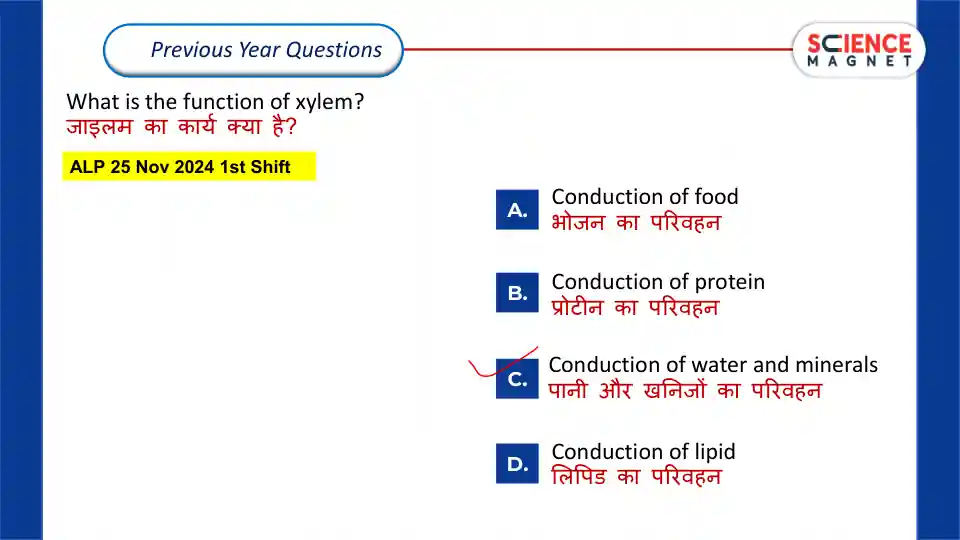 Previous Year Questions
SCIENCE
MAGNET
What is the function of xylem?
जाइलम का कार्य क्या है?
ALP 25 Nov 2024 1st Shift
A.
Conduction of food
भोजन का परिवहन
B.
Conduction of protein
प्रोटीन का परिवहन
C.
Conduction of water and minerals
पानी और खनिजों का परिवहन
D.
Conduction of lipid
लिपिड का परिवहन